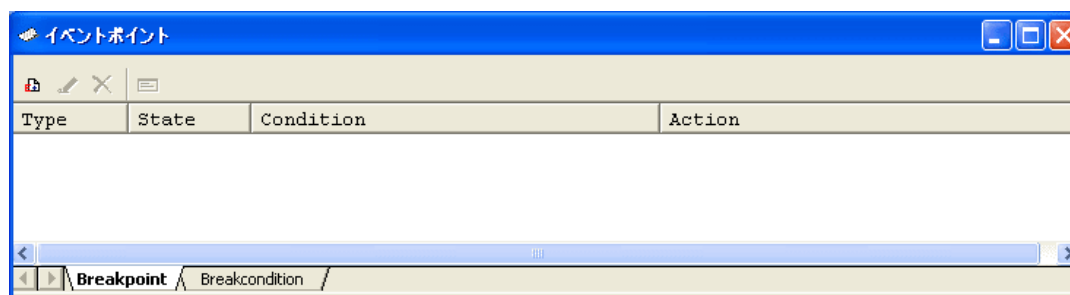 イベントポイント
Type State Condition Action
Breakpoint Breakcondition